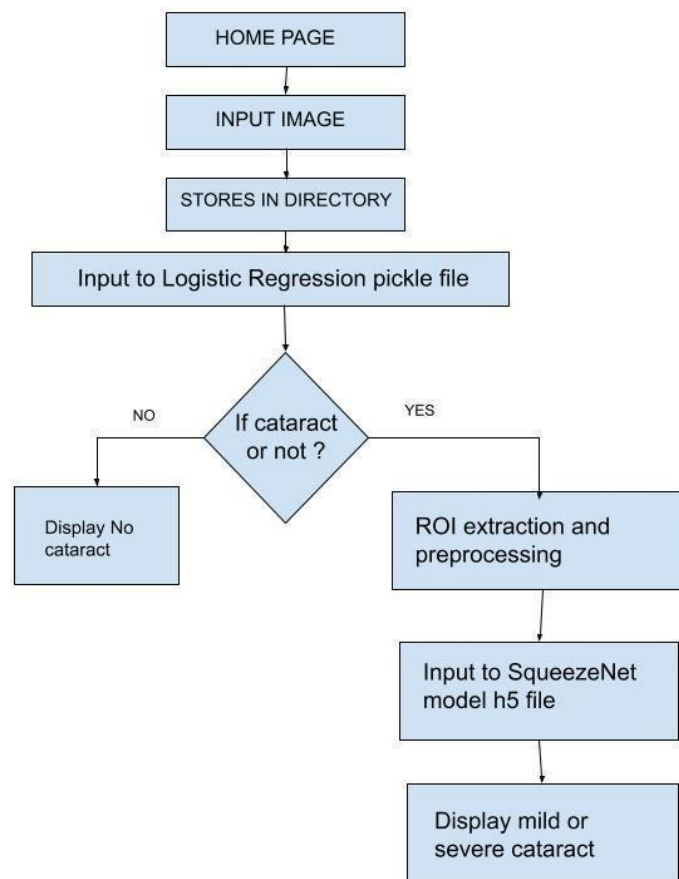 HOME PAGE
INPUT IMAGE
STORES IN DIRECTORY
Input to Logistic Regression pickle file
If cataract
or not ?
NO
YES
Display No
cataract
ROI extraction and
preprocessing
Input to SqueezeNet
model h5 file
Display mild or
severe cataract